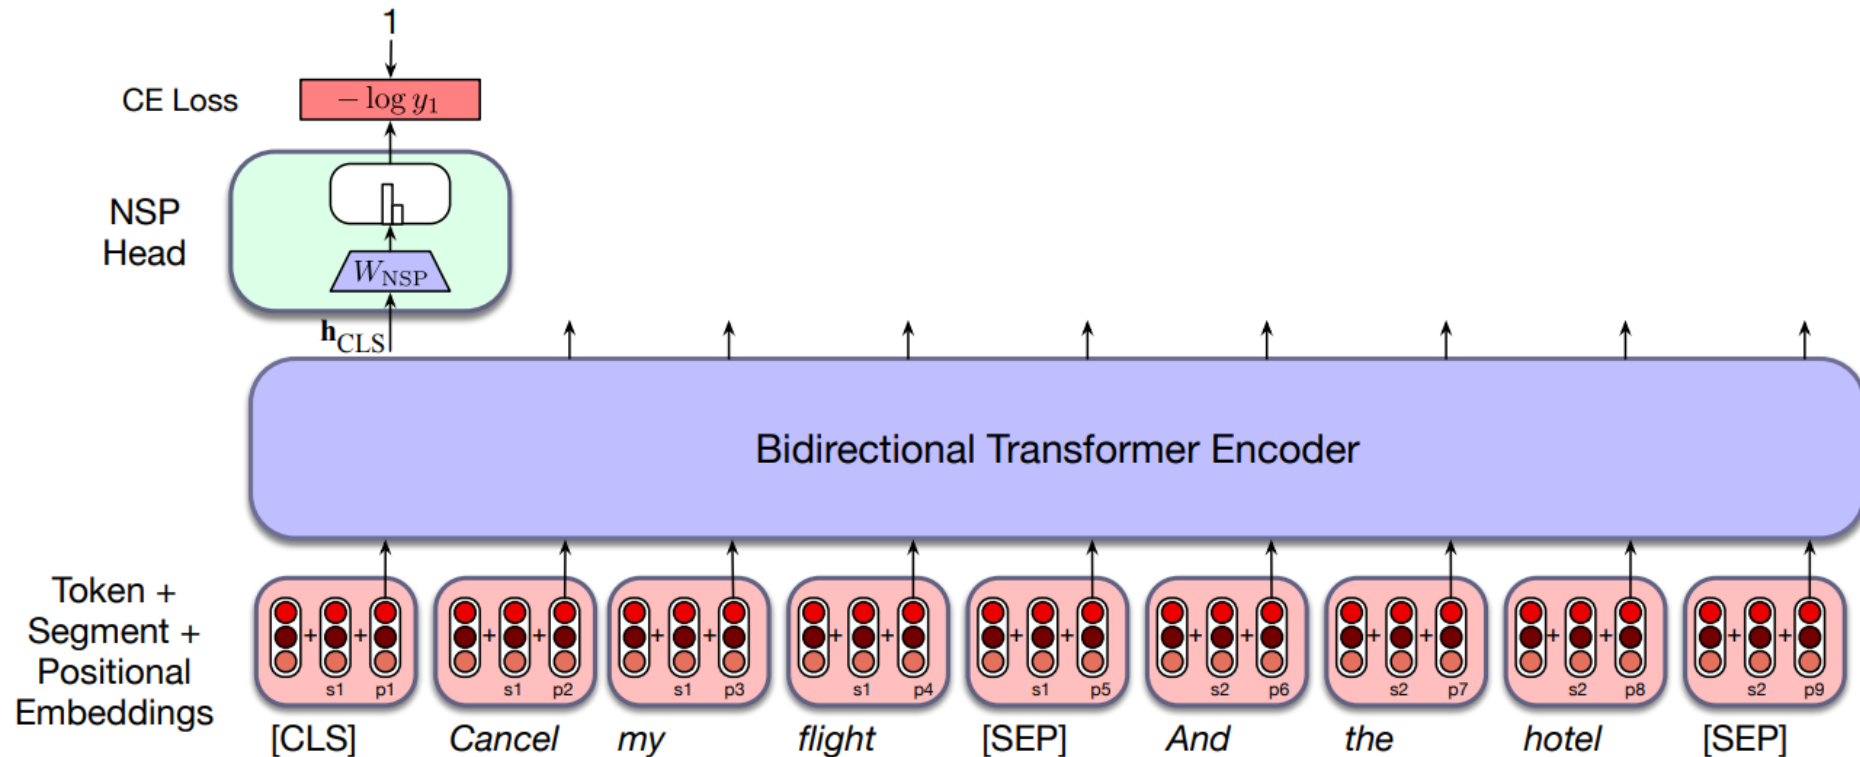 1
CE Loss
− log y₁
NSP
Head
W_NSP
h_CLS
Bidirectional Transformer Encoder
Token +
Segment +
Positional
Embeddings
+ + + + + + + + + + + + + + + + + +
s1 p1 s1 p2 s1 p3 s1 p4 s1 p5 s2 p6 s2 p7 s2 p8 s2 p9
[CLS] Cancel my flight [SEP] And the hotel [SEP]